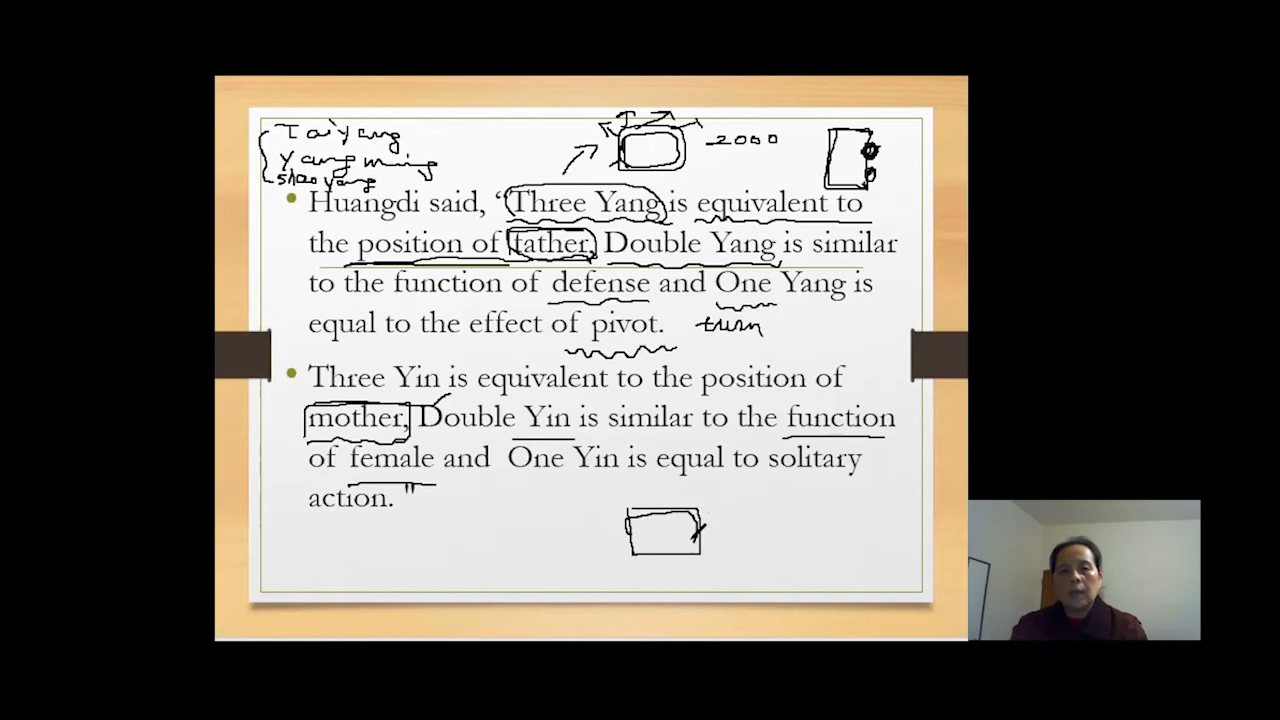 Taiyang
Yangming
shaoyang
2000
• Huangdi said, “Three Yang is equivalent to
the position of father, Double Yang is similar
to the function of defense and One Yang is
equal to the effect of pivot. turn
• Three Yin is equivalent to the position of
mother, Double Yin is similar to the function
of female and One Yin is equal to solitary
action. "